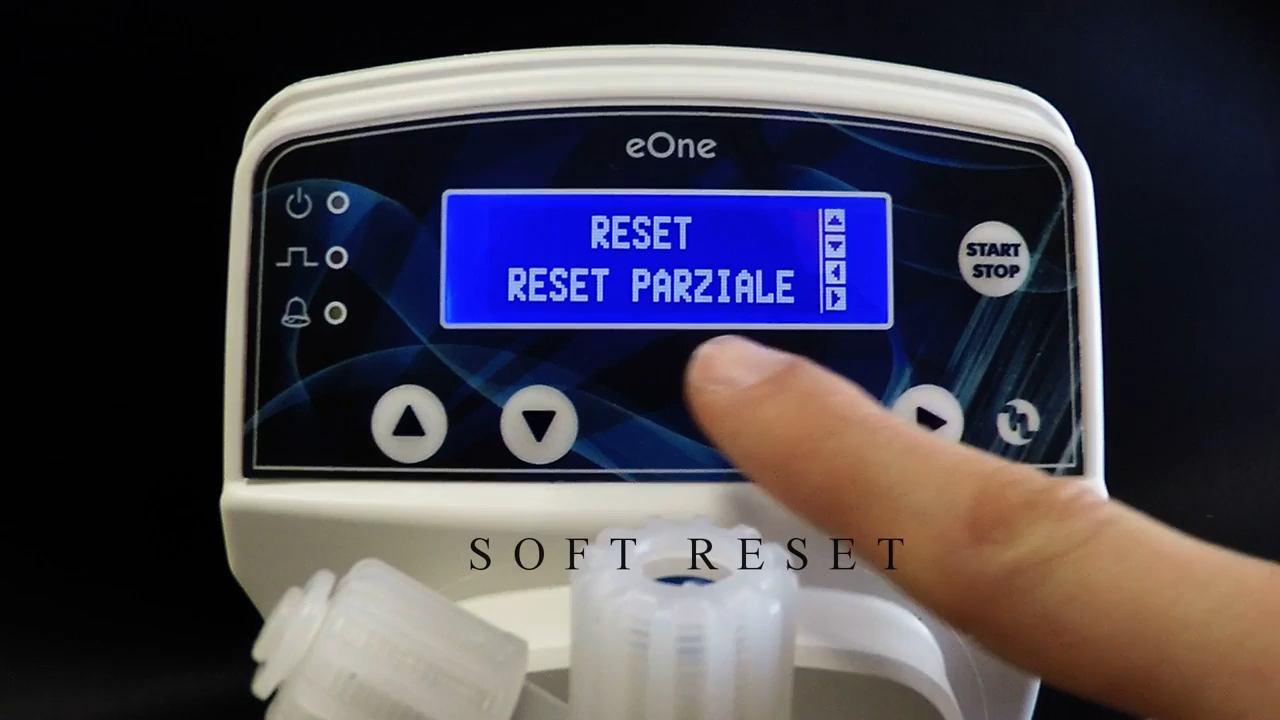 eOne
RESET
RESET PARZIALE
START
STOP
SOFT RESET